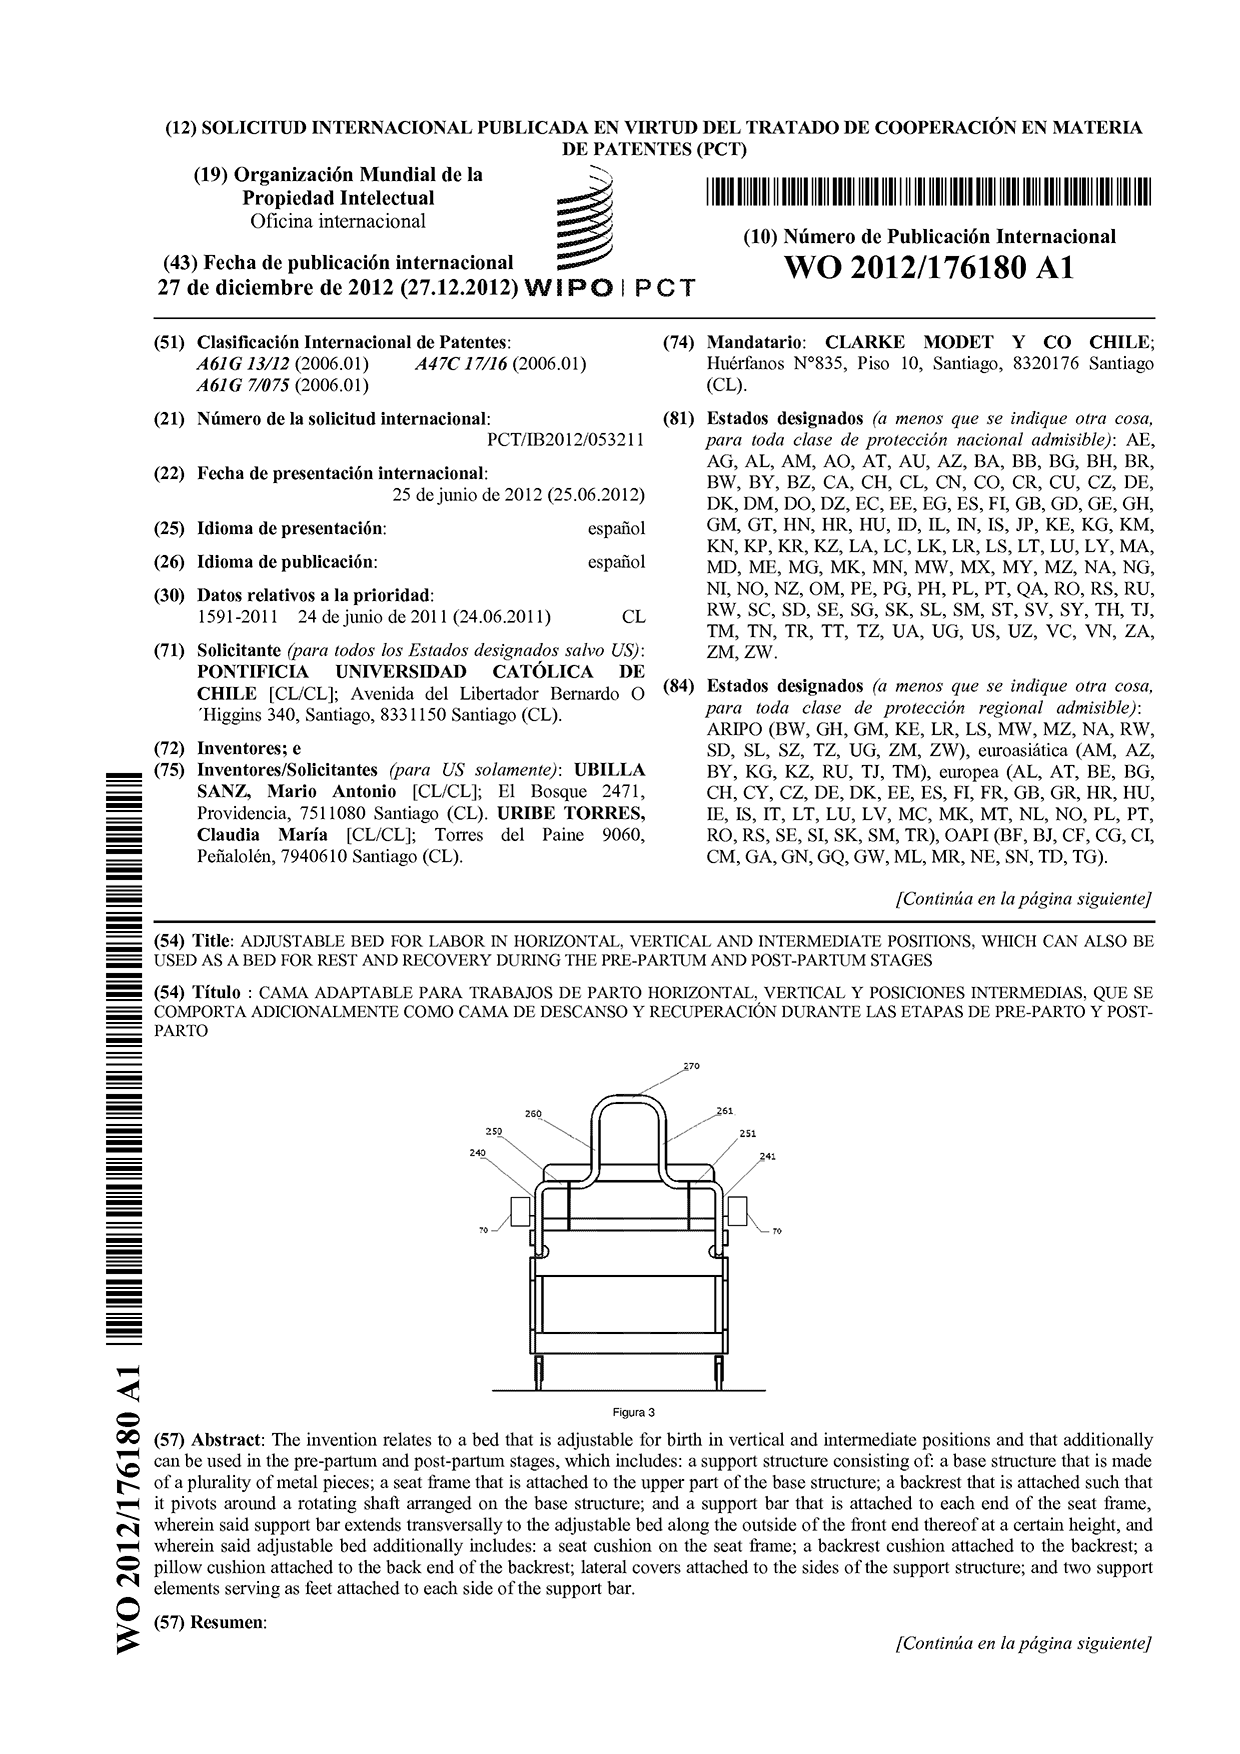 (12) SOLICITUD INTERNACIONAL PUBLICADA EN VIRTUD DEL TRATADO DE COOPERACIÓN EN MATERIA
DE PATENTES (PCT)
(19) Organización Mundial de la
Propiedad Intelectual
Oficina internacional
(43) Fecha de publicación internacional
27 de diciembre de 2012 (27.12.2012)
WIPO | PCT
(10) Número de Publicación Internacional
WO 2012/176180 A1
(51) Clasificación Internacional de Patentes:
A61G 13/12 (2006.01) A47C 17/16 (2006.01)
A61G 7/075 (2006.01)
(21) Número de la solicitud internacional:
PCT/IB2012/053211
(22) Fecha de presentación internacional:
25 de junio de 2012 (25.06.2012)
(25) Idioma de presentación: español
(26) Idioma de publicación: español
(30) Datos relativos a la prioridad:
1591-2011 24 de junio de 2011 (24.06.2011) CL
(71) Solicitante (para todos los Estados designados salvo US):
PONTIFICIA UNIVERSIDAD CATÓLICA DE
CHILE [CL/CL]; Avenida del Libertador Bernardo O
´Higgins 340, Santiago, 8331150 Santiago (CL).
(72) Inventores; e
(75) Inventores/Solicitantes (para US solamente): UBILLA
SANZ, Mario Antonio [CL/CL]; El Bosque 2471,
Providencia, 7511080 Santiago (CL). URIBE TORRES,
Claudia María [CL/CL]; Torres del Paine 9060,
Peñalolén, 7940610 Santiago (CL).
(74) Mandatario: CLARKE MODET Y CO CHILE;
Huérfanos N°835, Piso 10, Santiago, 8320176 Santiago
(CL).
(81) Estados designados (a menos que se indique otra cosa,
para toda clase de protección nacional admisible): AE,
AG, AL, AM, AO, AT, AU, AZ, BA, BB, BG, BH, BR,
BW, BY, BZ, CA, CH, CL, CN, CO, CR, CU, CZ, DE,
DK, DM, DO, DZ, EC, EE, EG, ES, FI, GB, GD, GE, GH,
GM, GT, HN, HR, HU, ID, IL, IN, IS, JP, KE, KG, KM,
KN, KP, KR, KZ, LA, LC, LK, LR, LS, LT, LU, LY, MA,
MD, ME, MG, MK, MN, MW, MX, MY, MZ, NA, NG,
NI, NO, NZ, OM, PE, PG, PH, PL, PT, QA, RO, RS, RU,
RW, SC, SD, SE, SG, SK, SL, SM, ST, SV, SY, TH, TJ,
TM, TN, TR, TT, TZ, UA, UG, US, UZ, VC, VN, ZA,
ZM, ZW.
(84) Estados designados (a menos que se indique otra cosa,
para toda clase de protección regional admisible):
ARIPO (BW, GH, GM, KE, LR, LS, MW, MZ, NA, RW,
SD, SL, SZ, TZ, UG, ZM, ZW), euroasiática (AM, AZ,
BY, KG, KZ, RU, TJ, TM), europea (AL, AT, BE, BG,
CH, CY, CZ, DE, DK, EE, ES, FI, FR, GB, GR, HR, HU,
IE, IS, IT, LT, LU, LV, MC, MK, MT, NL, NO, PL, PT,
RO, RS, SE, SI, SK, SM, TR), OAPI (BF, BJ, CF, CG, CI,
CM, GA, GN, GQ, GW, ML, MR, NE, SN, TD, TG).
[Continúa en la página siguiente]
(54) Title: ADJUSTABLE BED FOR LABOR IN HORIZONTAL, VERTICAL AND INTERMEDIATE POSITIONS, WHICH CAN ALSO BE
USED AS A BED FOR REST AND RECOVERY DURING THE PRE-PARTUM AND POST-PARTUM STAGES
(54) Título : CAMA ADAPTABLE PARA TRABAJOS DE PARTO HORIZONTAL, VERTICAL Y POSICIONES INTERMEDIAS, QUE SE
COMPORTA ADICIONALMENTE COMO CAMA DE DESCANSO Y RECUPERACIÓN DURANTE LAS ETAPAS DE PRE-PARTO Y POST-
PARTO
270
260 261
250 251
240 241
70 70
Figura 3
(57) Abstract: The invention relates to a bed that is adjustable for birth in vertical and intermediate positions and that additionally
can be used in the pre-partum and post-partum stages, which includes: a support structure consisting of: a base structure that is made
of a plurality of metal pieces; a seat frame that is attached to the upper part of the base structure; a backrest that is attached such that
it pivots around a rotating shaft arranged on the base structure; and a support bar that is attached to each end of the seat frame,
wherein said support bar extends transversally to the adjustable bed along the outside of the front end thereof at a certain height, and
wherein said adjustable bed additionally includes: a seat cushion on the seat frame; a backrest cushion attached to the backrest; a
pillow cushion attached to the back end of the backrest; lateral covers attached to the sides of the support structure; and two support
elements serving as feet attached to each side of the support bar.
(57) Resumen:
[Continúa en la página siguiente]
WO 2012/176180 A1